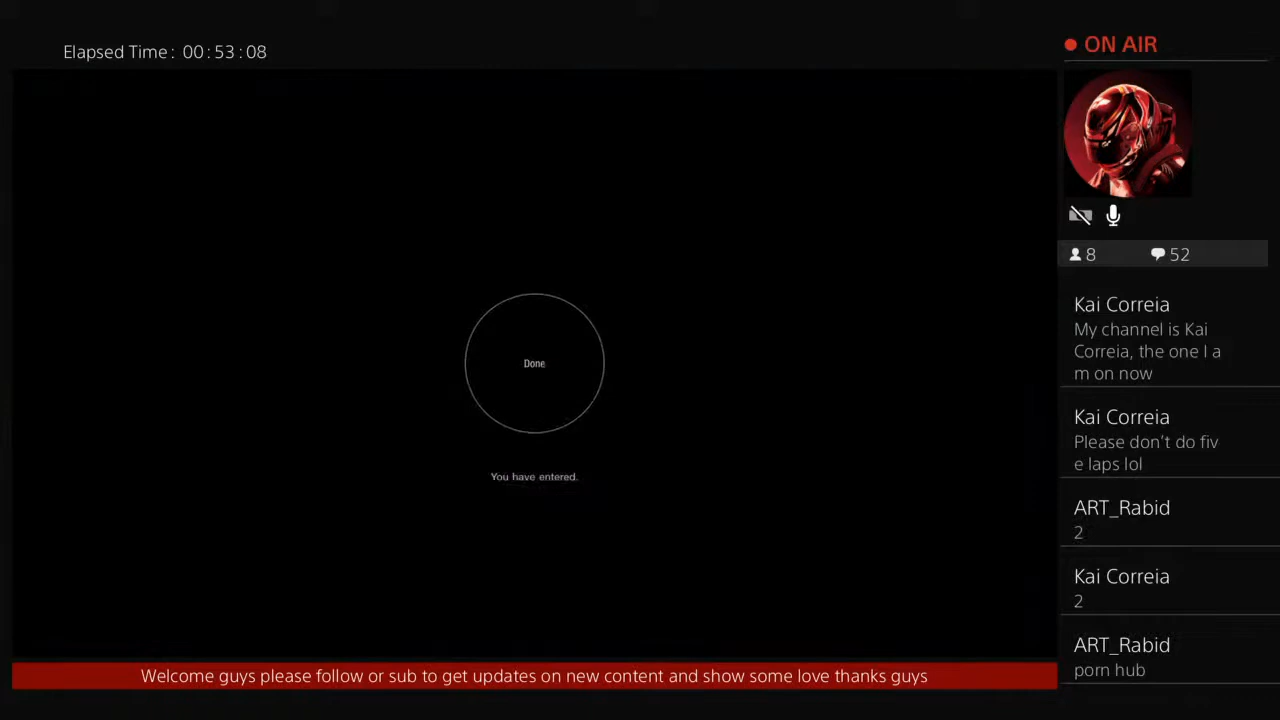 Elapsed Time: 00:53:08
ON AIR
8 52
Kai Correia
My channel is Kai
Correia, the one I a
m on now
Kai Correia
Please don't do fiv
e laps lol
ART_Rabid
2
Kai Correia
2
ART_Rabid
porn hub
Done
You have entered.
Welcome guys please follow or sub to get updates on new content and show some love thanks guys